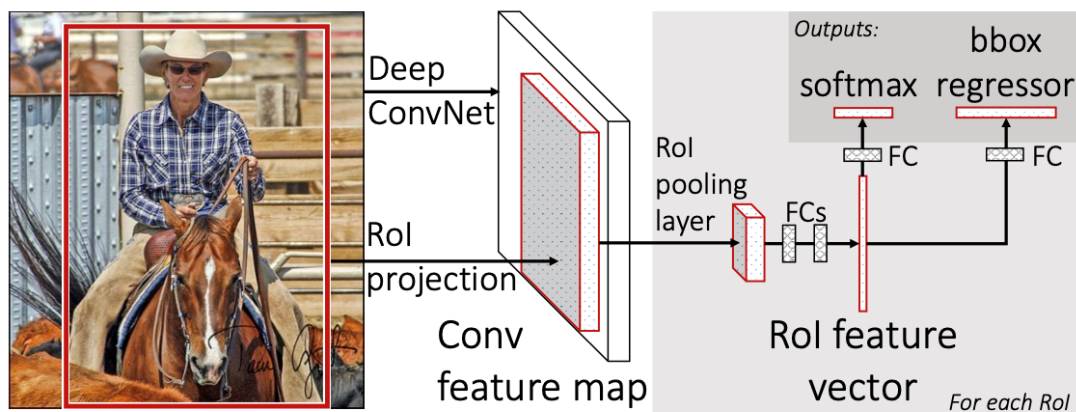 Deep
ConvNet
RoI
projection
Conv
feature map
RoI
pooling
layer
FCs
RoI feature
vector
Outputs:
softmax
bbox
regressor
FC
FC
For each RoI